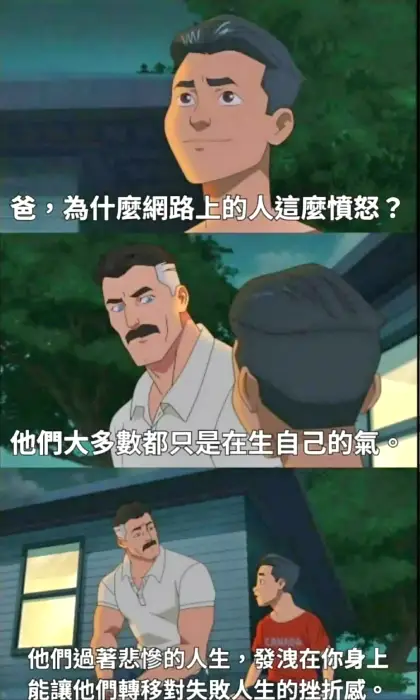 爸，為什麼網路上的人這麼憤怒？
他們大多數都只是在生自己的氣。
CANADA
他們過著悲慘的人生，發洩在你身上
能讓他們轉移對失敗人生的挫折感。